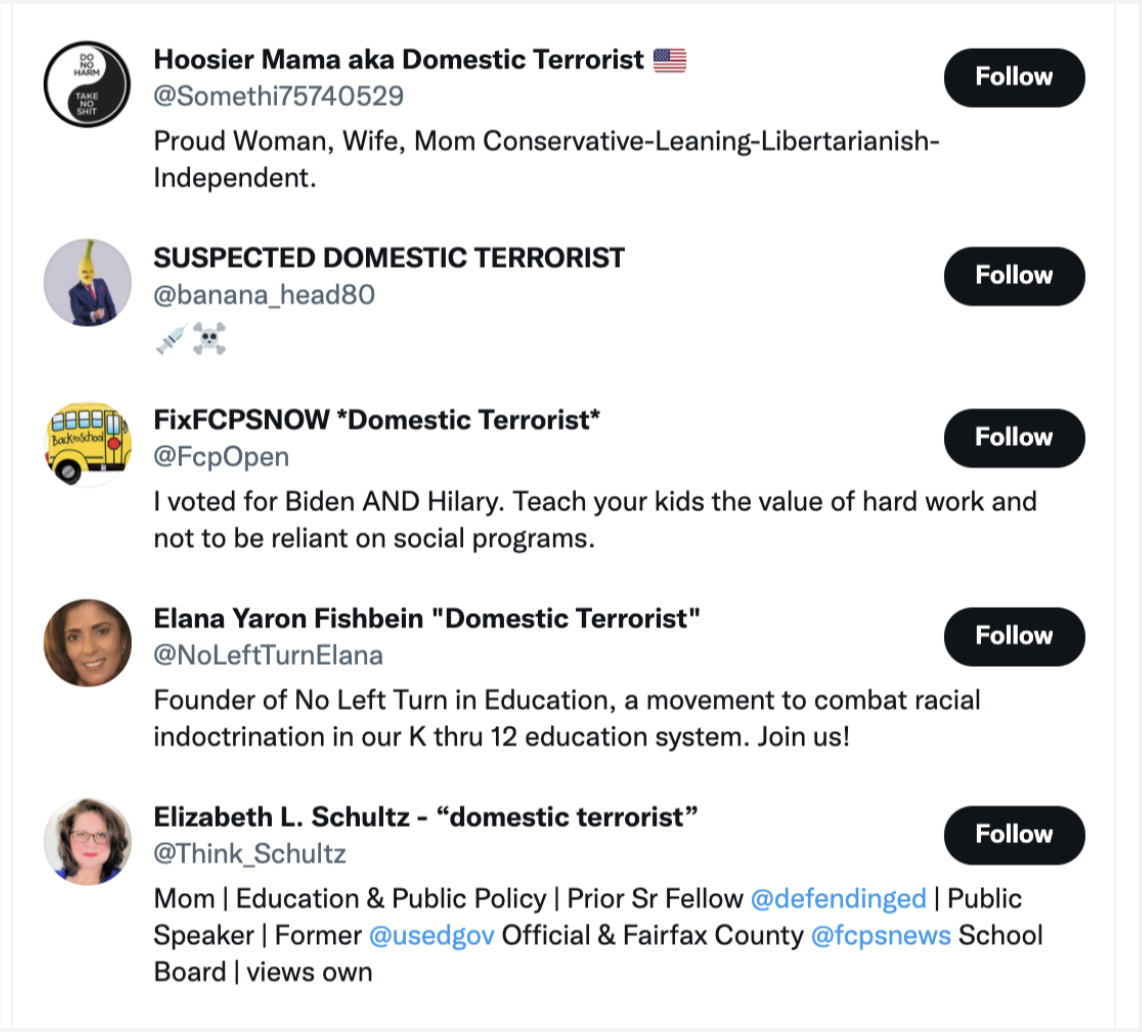 DO
NO
HARM
TAKE
NO
SHIT
Hoosier Mama aka Domestic Terrorist 🇺🇸
Follow
@Somethi75740529
Proud Woman, Wife, Mom Conservative-Leaning-Libertarianish-
Independent.
SUSPECTED DOMESTIC TERRORIST
Follow
@banana_head80
💉☠️
Back to School
FixFCPSNOW *Domestic Terrorist*
Follow
@FcpOpen
I voted for Biden AND Hilary. Teach your kids the value of hard work and
not to be reliant on social programs.
Elana Yaron Fishbein "Domestic Terrorist"
Follow
@NoLeftTurnElana
Founder of No Left Turn in Education, a movement to combat racial
indoctrination in our K thru 12 education system. Join us!
Elizabeth L. Schultz - “domestic terrorist”
Follow
@Think_Schultz
Mom | Education & Public Policy | Prior Sr Fellow @defendinged | Public
Speaker | Former @usedgov Official & Fairfax County @fcpsnews School
Board | views own